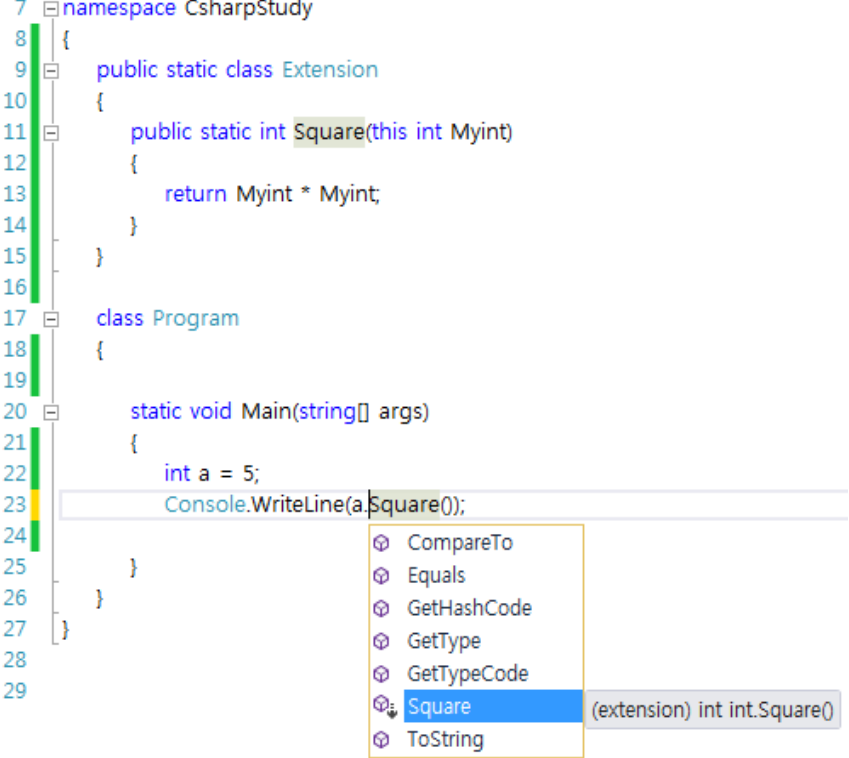 7 namespace CsharpStudy
8 {
9 public static class Extension
10 {
11 public static int Square(this int Myint)
12 {
13 return Myint * Myint;
14 }
15 }
16
17 class Program
18 {
19
20 static void Main(string[] args)
21 {
22 int a = 5;
23 Console.WriteLine(a.Square());
24
CompareTo
25 }
Equals
26 }
GetHashCode
27 }
GetType
28
GetTypeCode
29
Square (extension) int int.Square()
ToString